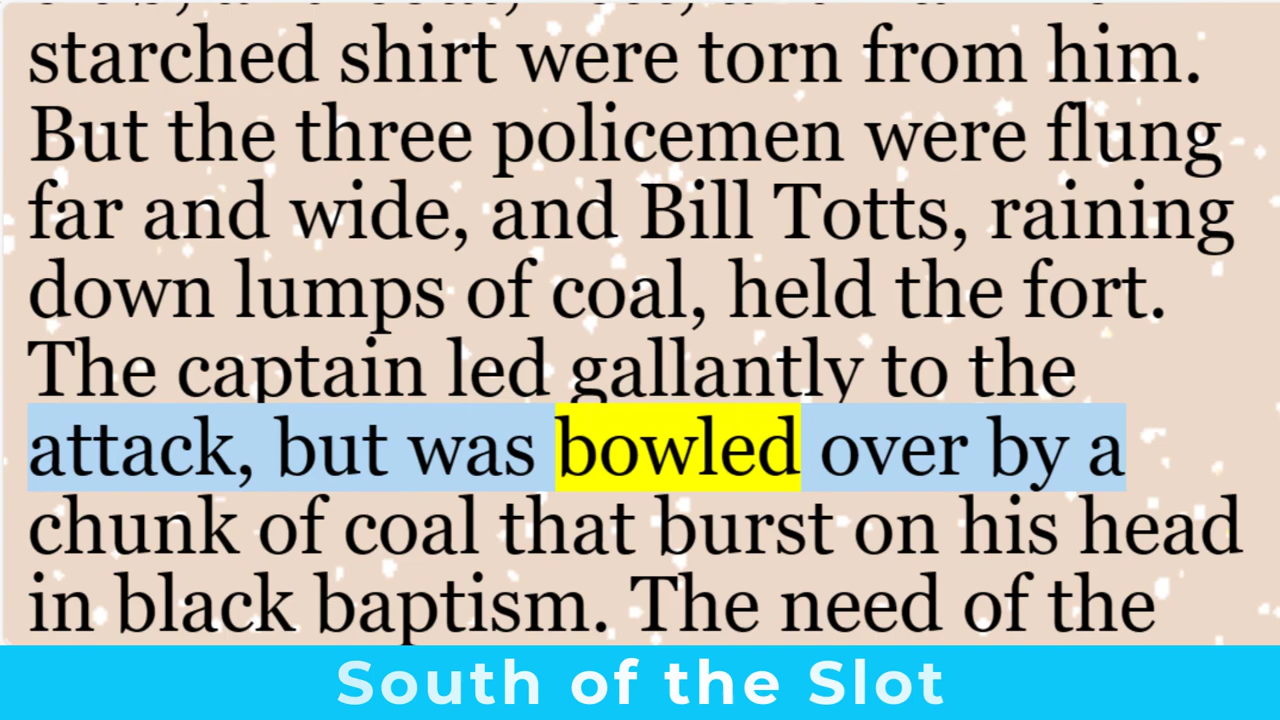 starched shirt were torn from him.
But the three policemen were flung
far and wide, and Bill Totts, raining
down lumps of coal, held the fort.
The captain led gallantly to the
attack, but was bowled over by a
chunk of coal that burst on his head
in black baptism. The need of the
South of the Slot